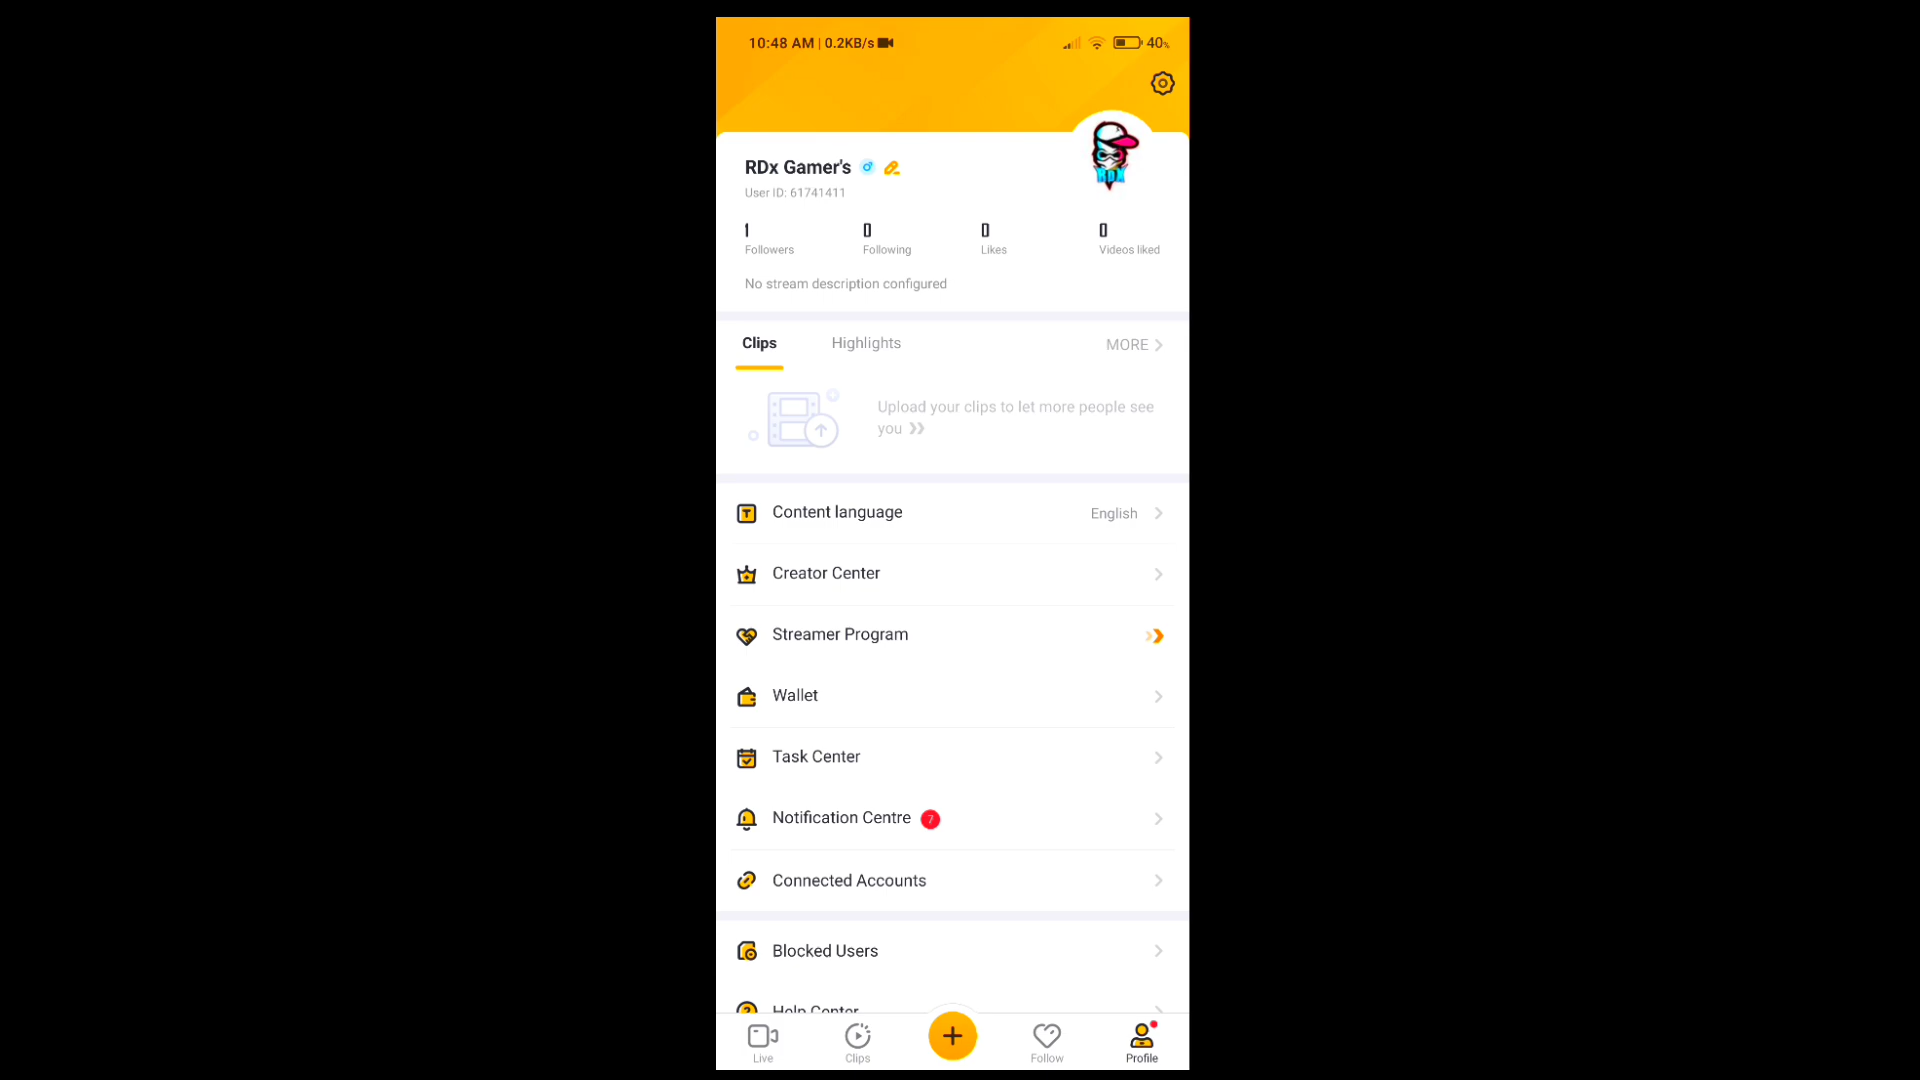 10:48 AM | 0.2KB/s 40%
RDx Gamer's
User ID: 61741411
1 0 0 0
Followers Following Likes Videos liked
No stream description configured
Clips Highlights MORE
Upload your clips to let more people see
you
Content language English
Creator Center
Streamer Program
Wallet
Task Center
Notification Centre 7
Connected Accounts
Blocked Users
Help Center
Live Clips Follow Profile
RDX